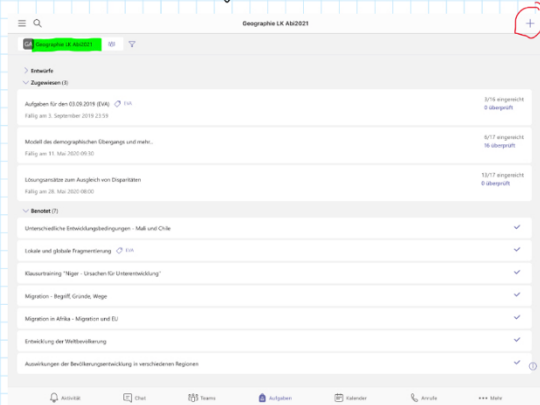 Geographie LK Abi2021
GA Geographie LK Abi2021
Entwürfe
Zugewiesen (3)
Aufgaben für den 03.09.2019 (EVA) EVA
Fällig am 3. September 2019 23:59
3/16 eingereicht
0 überprüft
Modell des demographischen Übergangs und mehr..
Fällig am 11. Mai 2020 09:30
6/17 eingereicht
16 überprüft
Lösungsansätze zum Ausgleich von Disparitäten
Fällig am 28. Mai 2020 08:00
13/17 eingereicht
0 überprüft
Benotet (7)
Unterschiedliche Entwicklungsbedingungen - Mali und Chile
Lokale und globale Fragmentierung EVA
Klausurtraining "Niger - Ursachen für Unterentwicklung"
Migration - Begriff, Gründe, Wege
Migration in Afrika - Migration und EU
Entwicklung der Weltbevölkerung
Auswirkungen der Bevölkerungsentwicklung in verschiedenen Regionen
Aktivität Chat Teams Aufgaben Kalender Anrufe Mehr